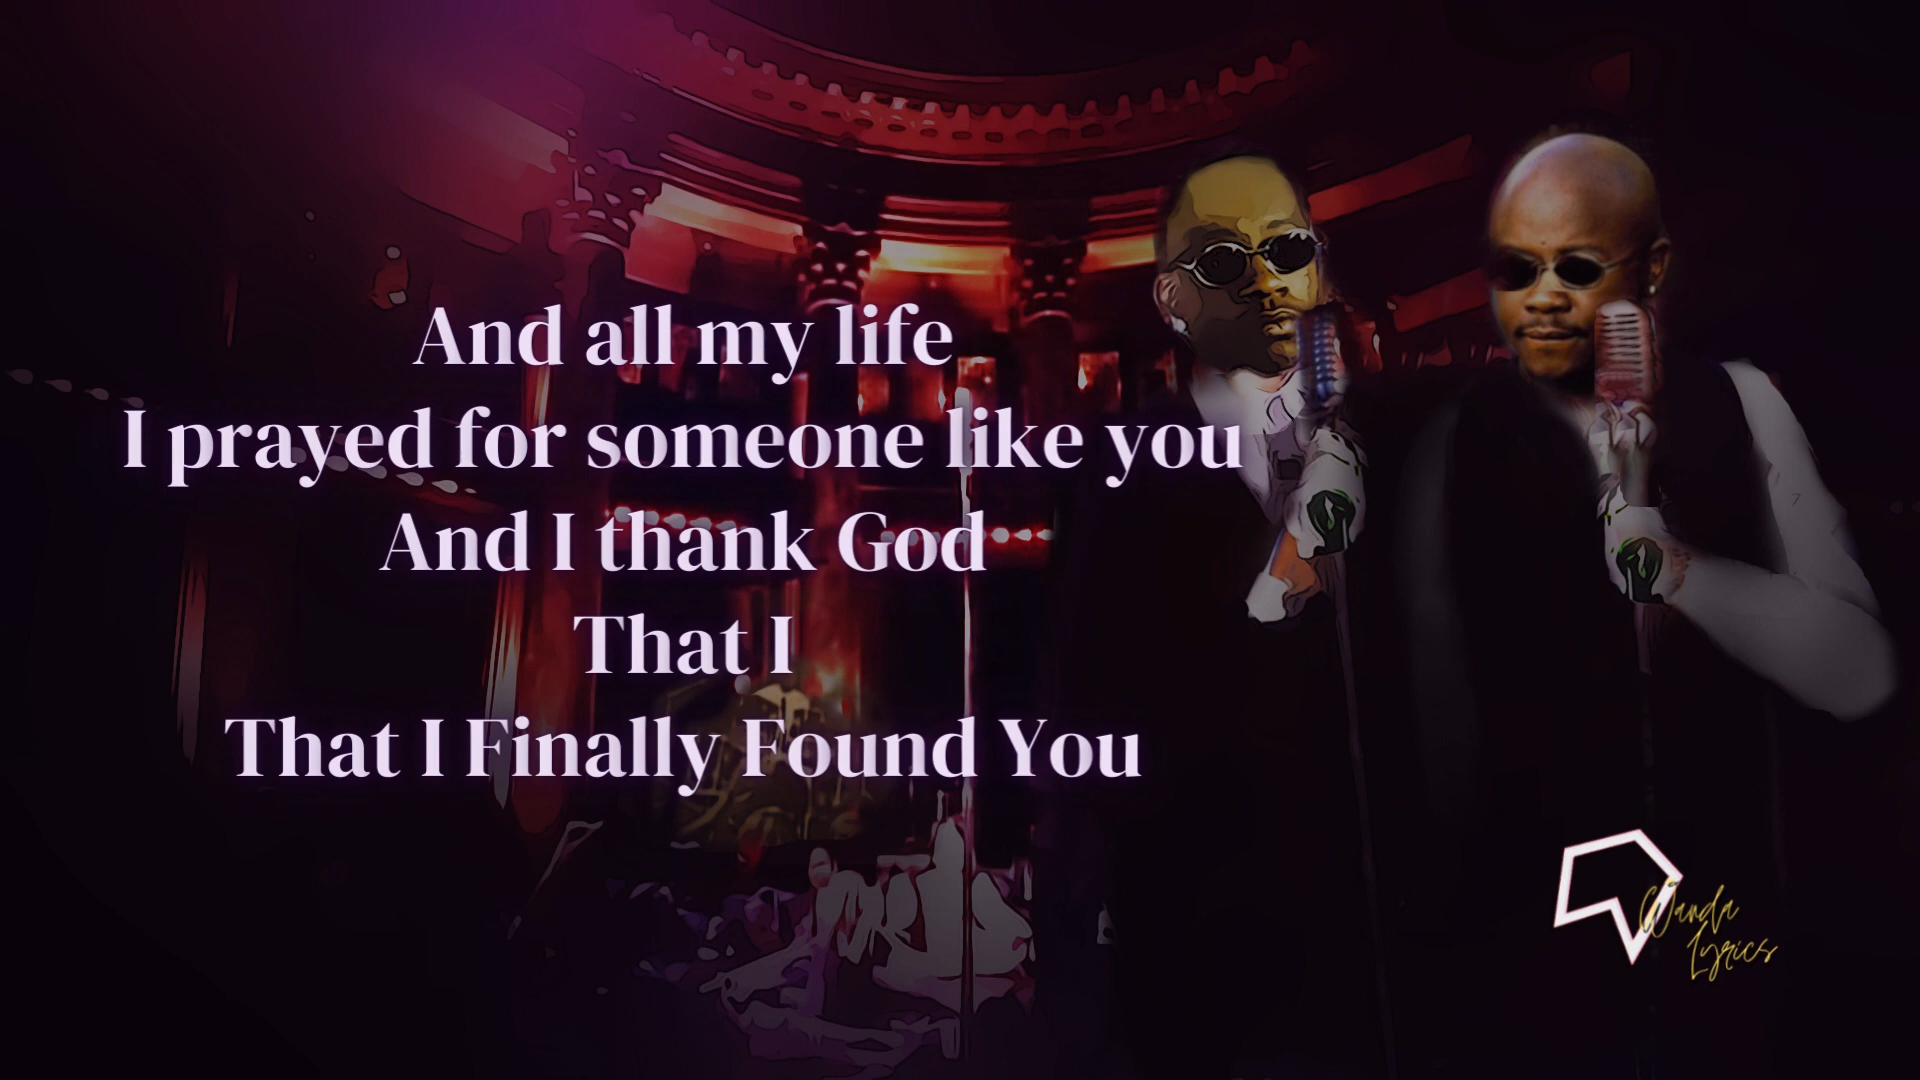 And all my life
I prayed for someone like you
And I thank God
That I
That I Finally Found You
Wanda
Lyrics